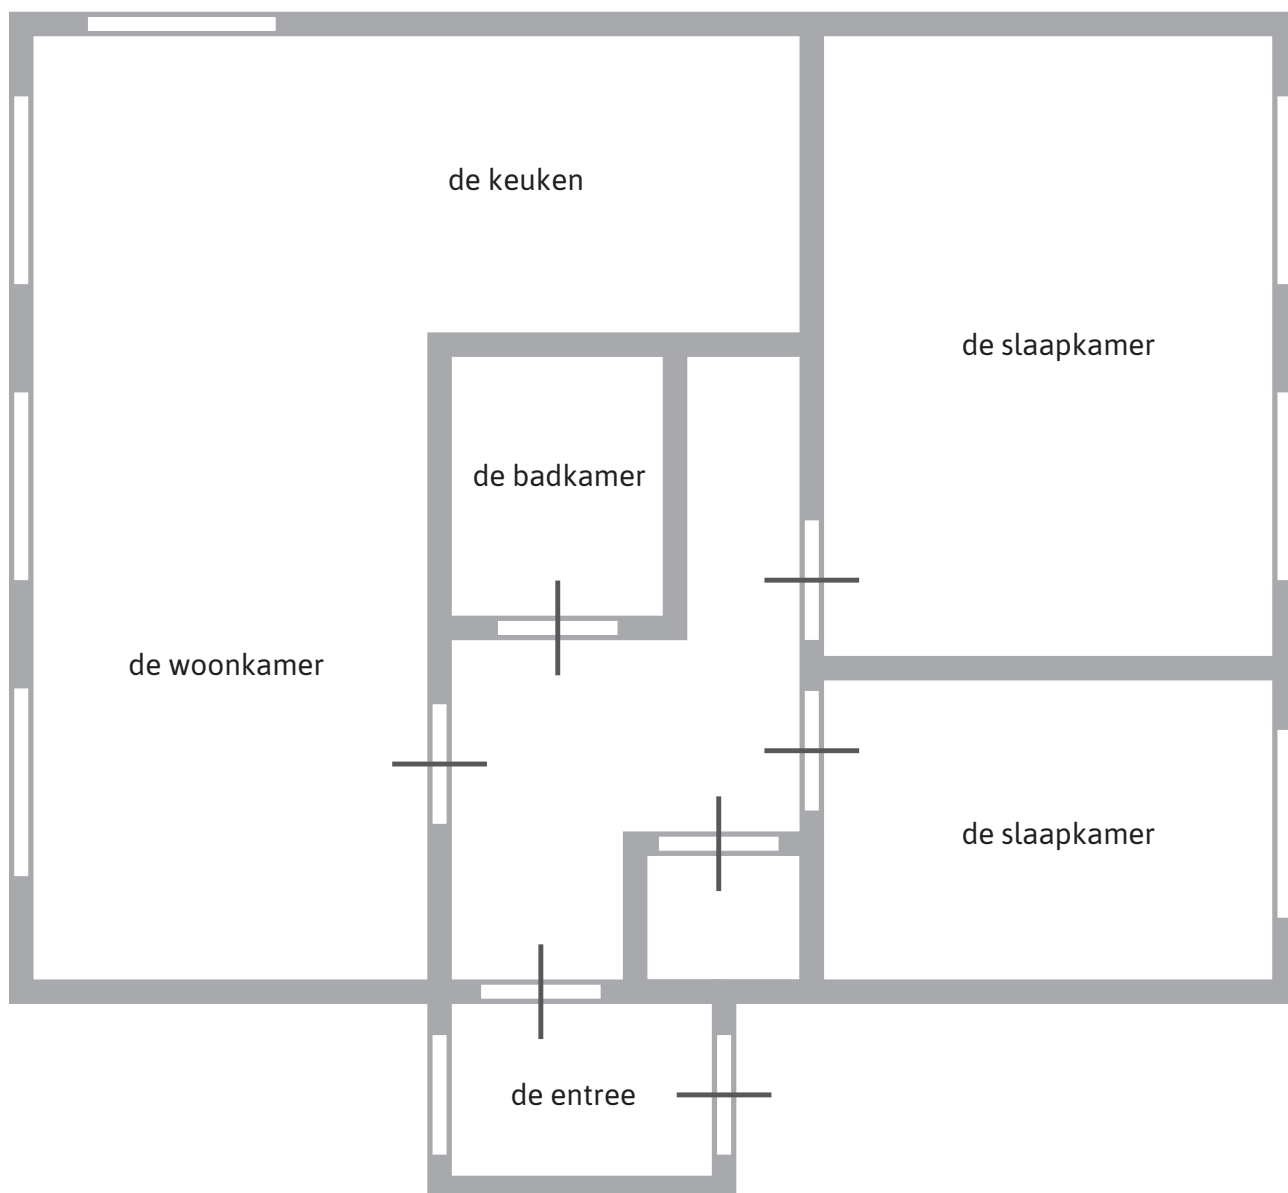 de keuken
de slaapkamer
de badkamer
de woonkamer
de slaapkamer
de entree